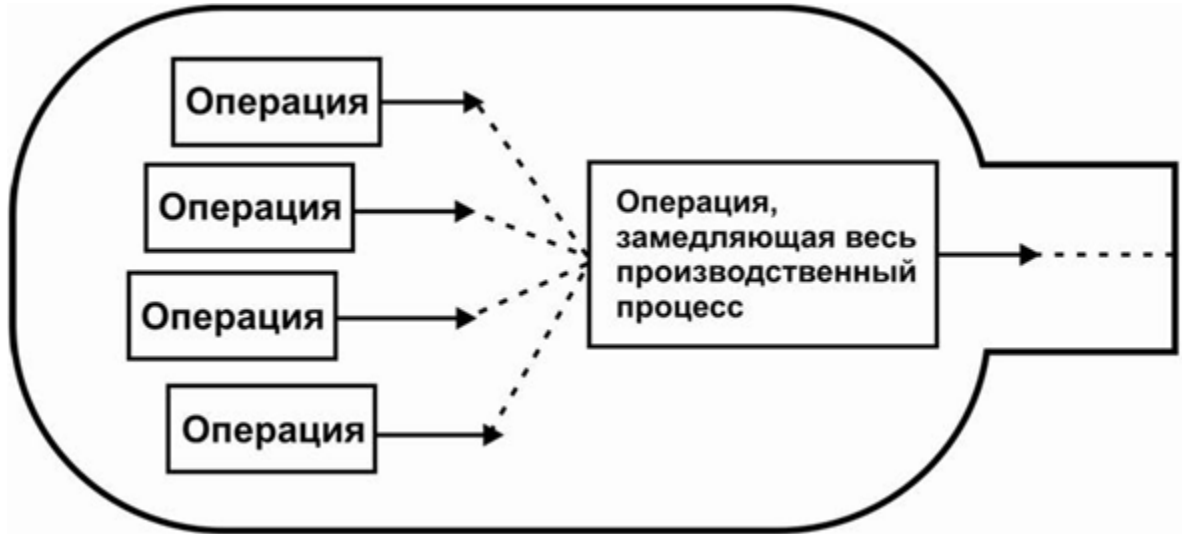 Операция
Операция
Операция
Операция
Операция,
замедляющая весь
производственный
процесс